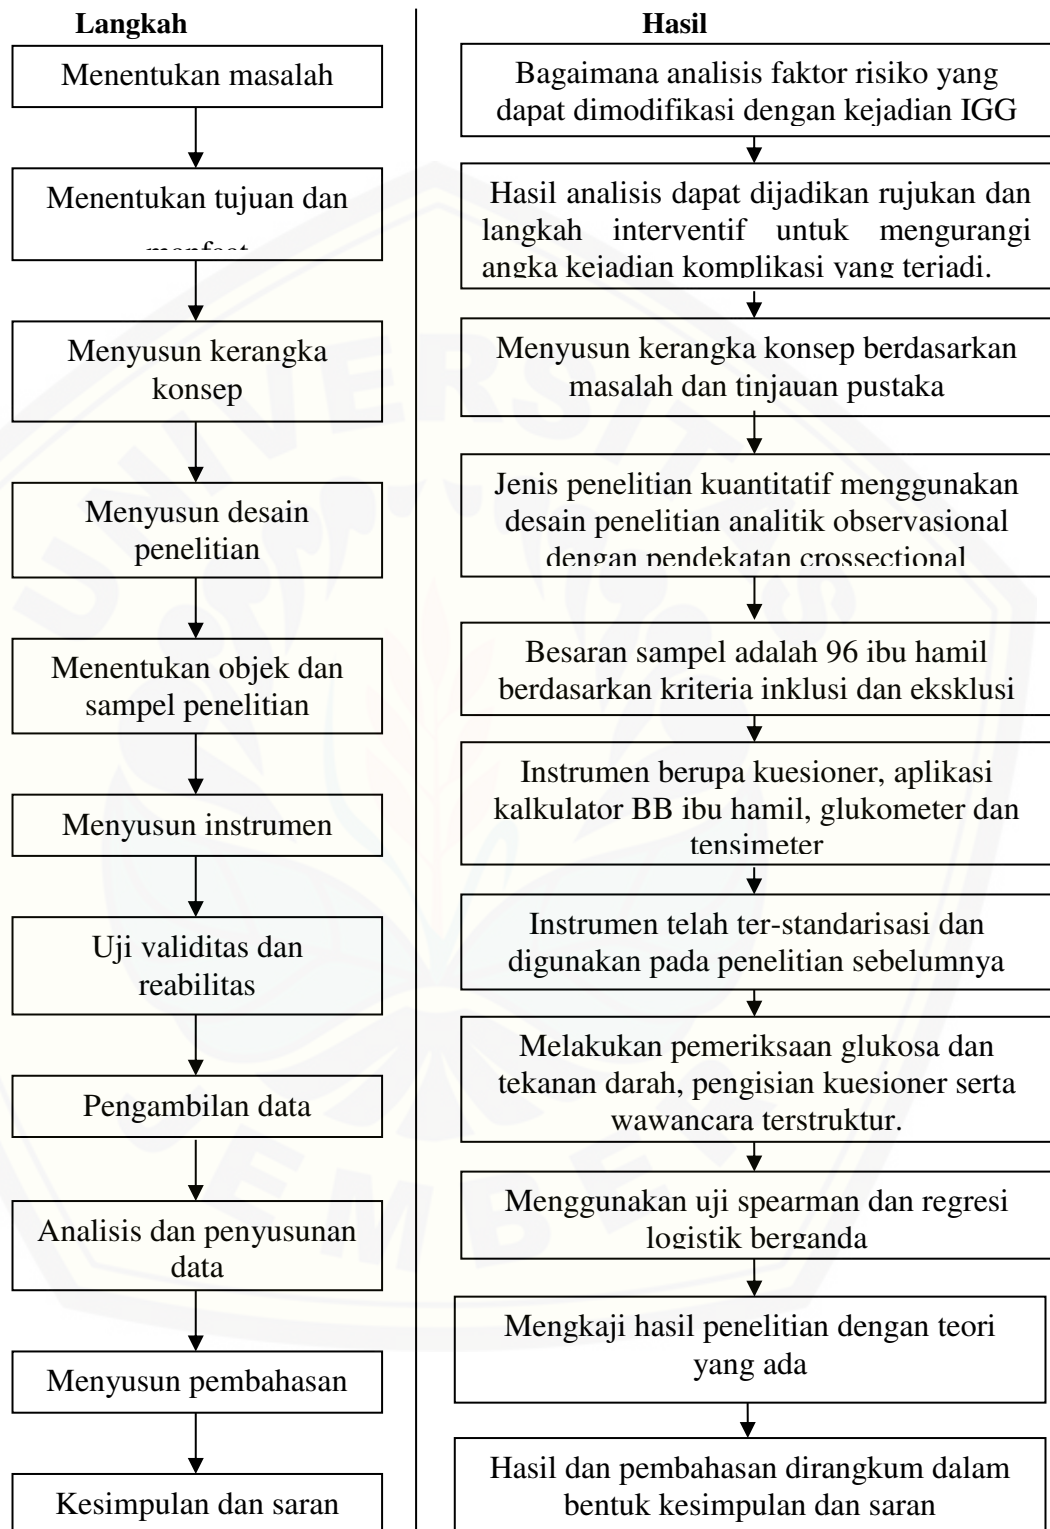 Langkah
Menentukan masalah
Menentukan tujuan dan
manfaat
Menyusun kerangka
konsep
Menyusun desain
penelitian
Menentukan objek dan
sampel penelitian
Menyusun instrumen
Uji validitas dan
reabilitas
Pengambilan data
Analisis dan penyusunan
data
Menyusun pembahasan
Kesimpulan dan saran
Hasil
Bagaimana analisis faktor risiko yang
dapat dimodifikasi dengan kejadian IGG
Hasil analisis dapat dijadikan rujukan dan
langkah interventif untuk mengurangi
angka kejadian komplikasi yang terjadi.
Menyusun kerangka konsep berdasarkan
masalah dan tinjauan pustaka
Jenis penelitian kuantitatif menggunakan
desain penelitian analitik observasional
dengan pendekatan crossectional
Besaran sampel adalah 96 ibu hamil
berdasarkan kriteria inklusi dan eksklusi
Instrumen berupa kuesioner, aplikasi
kalkulator BB ibu hamil, glukometer dan
tensimeter
Instrumen telah ter-standarisasi dan
digunakan pada penelitian sebelumnya
Melakukan pemeriksaan glukosa dan
tekanan darah, pengisian kuesioner serta
wawancara terstruktur.
Menggunakan uji spearman dan regresi
logistik berganda
Mengkaji hasil penelitian dengan teori
yang ada
Hasil dan pembahasan dirangkum dalam
bentuk kesimpulan dan saran
UNIVERSITAS
JEMBER